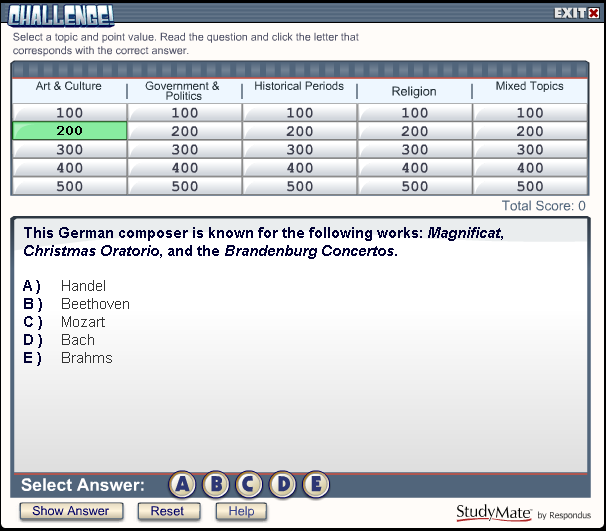 CHALLENGE!
EXIT
Select a topic and point value. Read the question and click the letter that
corresponds with the correct answer.
Art & Culture | Government & Politics | Historical Periods | Religion | Mixed Topics
100 100 100 100 100
200 200 200 200 200
300 300 300 300 300
400 400 400 400 400
500 500 500 500 500
Total Score: 0
This German composer is known for the following works: Magnificat,
Christmas Oratorio, and the Brandenburg Concertos.
A) Handel
B) Beethoven
C) Mozart
D) Bach
E) Brahms
Select Answer: A B C D E
Show Answer Reset Help
StudyMate by Respondus